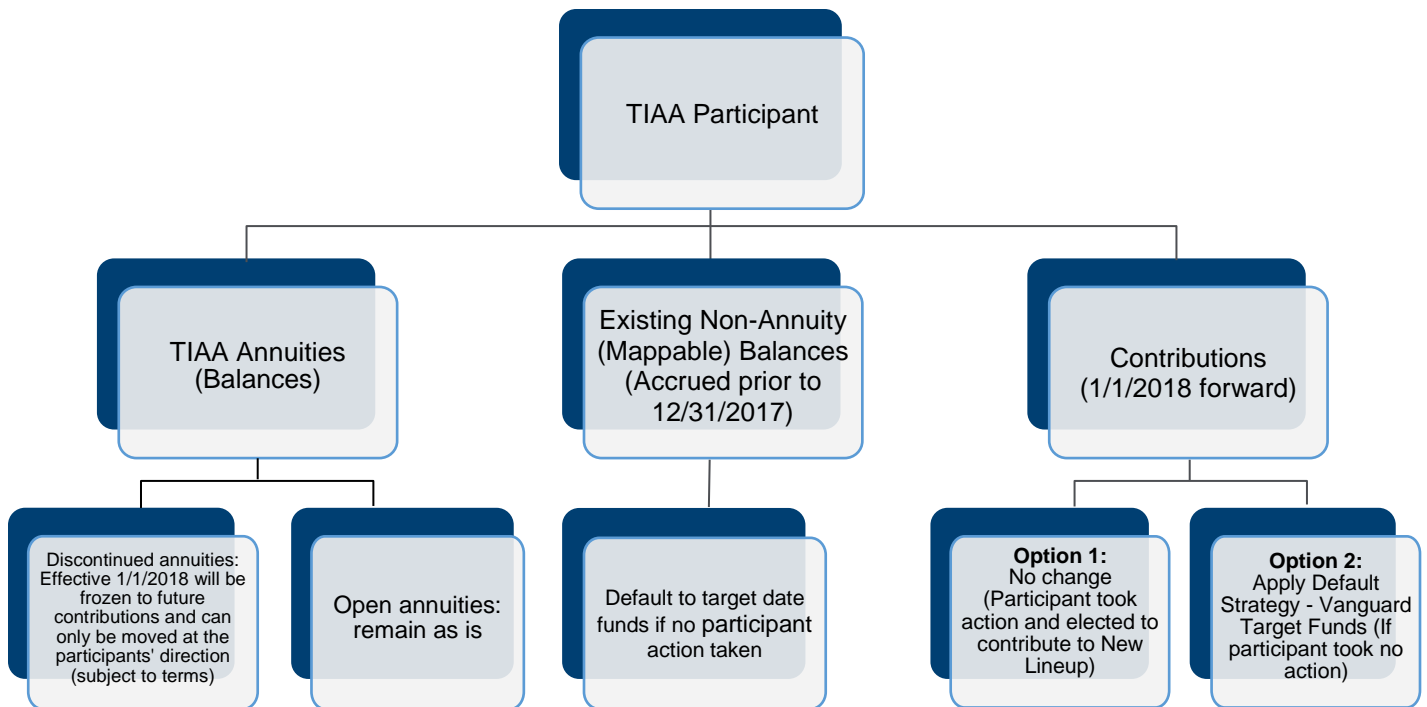 TIAA Participant
TIAA Annuities
(Balances)
Existing Non-Annuity
(Mappable) Balances
(Accrued prior to
12/31/2017)
Contributions
(1/1/2018 forward)
Discontinued annuities:
Effective 1/1/2018 will be
frozen to future
contributions and can
only be moved at the
participants' direction
(subject to terms)
Open annuities:
remain as is
Default to target date
funds if no participant
action taken
Option 1:
No change
(Participant took
action and elected to
contribute to New
Lineup)
Option 2:
Apply Default
Strategy - Vanguard
Target Funds (If
participant took no
action)